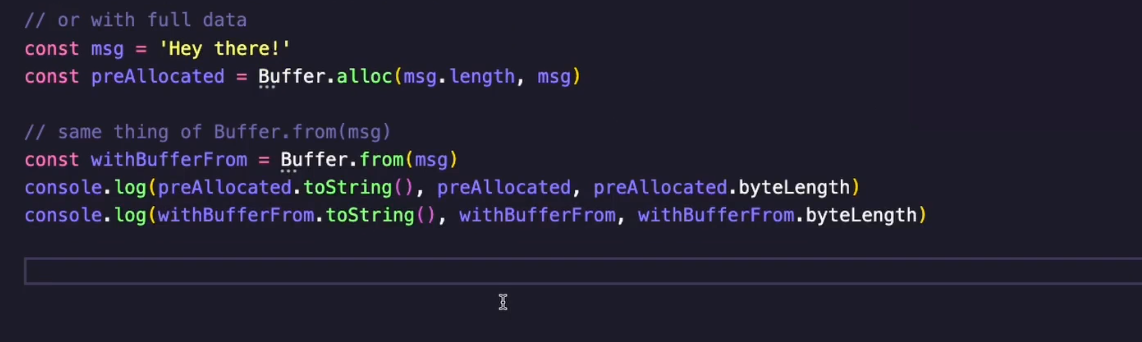 // or with full data
const msg = 'Hey there!'
const preAllocated = Buffer.alloc(msg.length, msg)
// same thing of Buffer.from(msg)
const withBufferFrom = Buffer.from(msg)
console.log(preAllocated.toString(), preAllocated, preAllocated.byteLength)
console.log(withBufferFrom.toString(), withBufferFrom, withBufferFrom.byteLength)